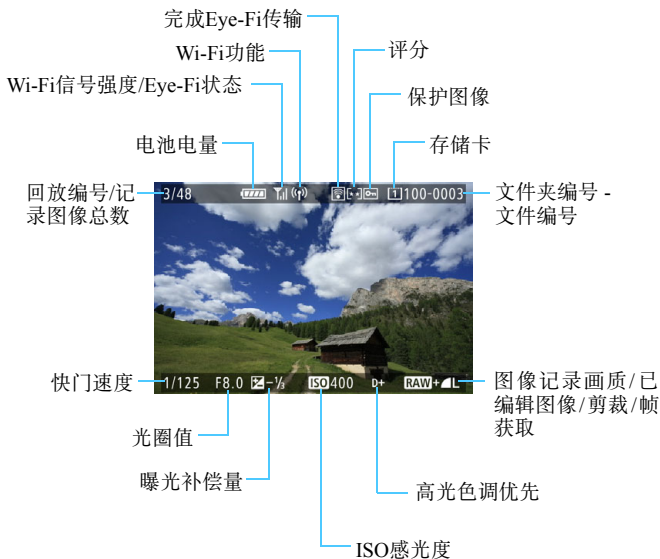 完成Eye-Fi传输
Wi-Fi功能
评分
Wi-Fi信号强度/Eye-Fi状态
保护图像
电池电量
存储卡
回放编号/记
录图像总数
3/48
1
100-0003
文件夹编号 -
文件编号
快门速度
1/125 F8.0 -⅓ ISO400 D+ RAW+L
图像记录画质/已
编辑图像/剪裁/帧
获取
光圈值
曝光补偿量
高光色调优先
ISO感光度